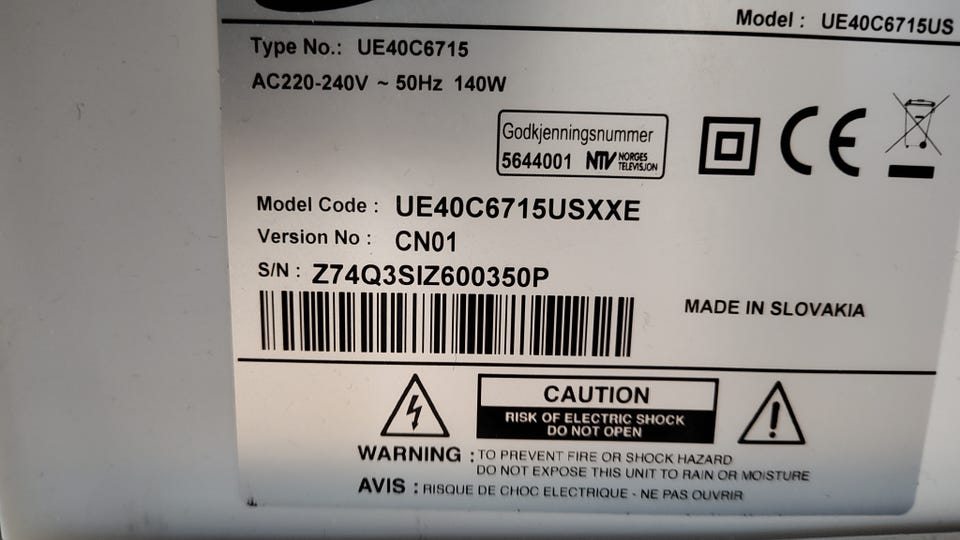 Model : UE40C6715US
Type No.: UE40C6715
AC220-240V ~ 50Hz 140W
Godkjenningsnummer
5644001 NTV NORGES TELEVISJON
CE
Model Code : UE40C6715USXXE
Version No : CN01
S/N : Z74Q3SIZ600350P
MADE IN SLOVAKIA
CAUTION
RISK OF ELECTRIC SHOCK
DO NOT OPEN
WARNING : TO PREVENT FIRE OR SHOCK HAZARD
DO NOT EXPOSE THIS UNIT TO RAIN OR MOISTURE
AVIS : RISQUE DE CHOC ELECTRIQUE - NE PAS OUVRIR